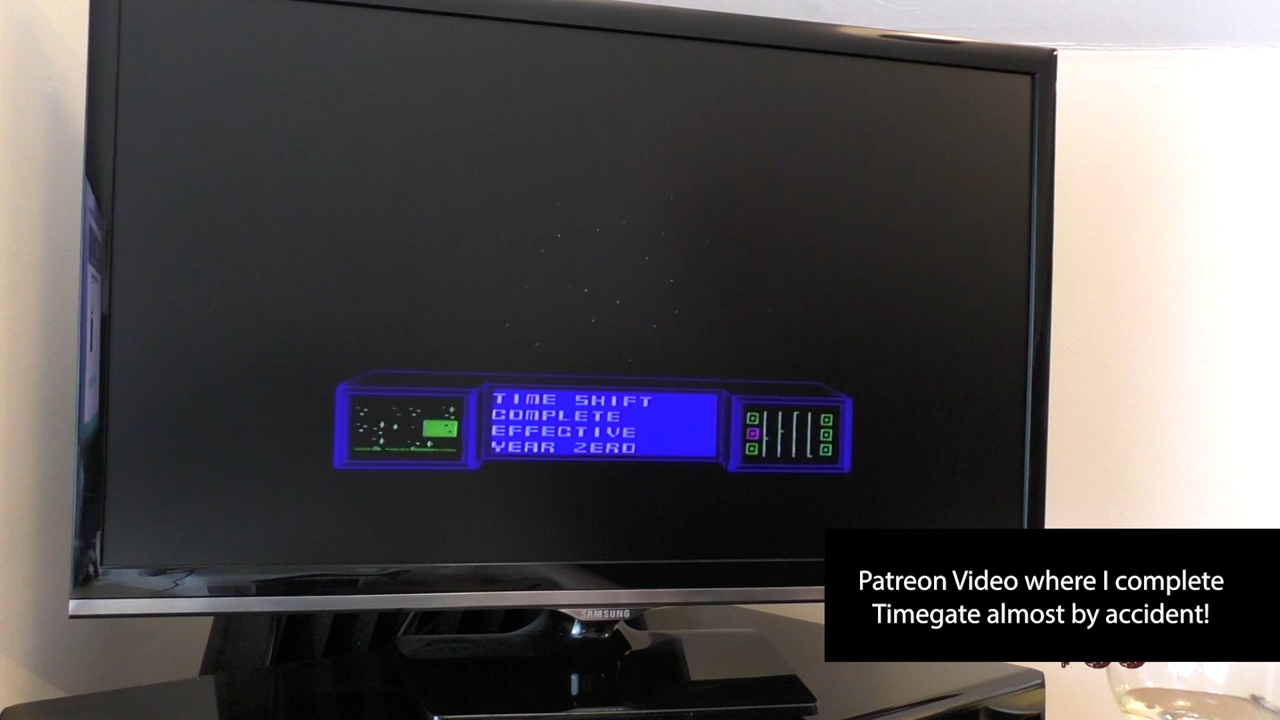 TIME SHIFT
COMPLETE
EFFECTIVE
YEAR ZERO
SAMSUNG
Patreon Video where I complete
Timegate almost by accident!